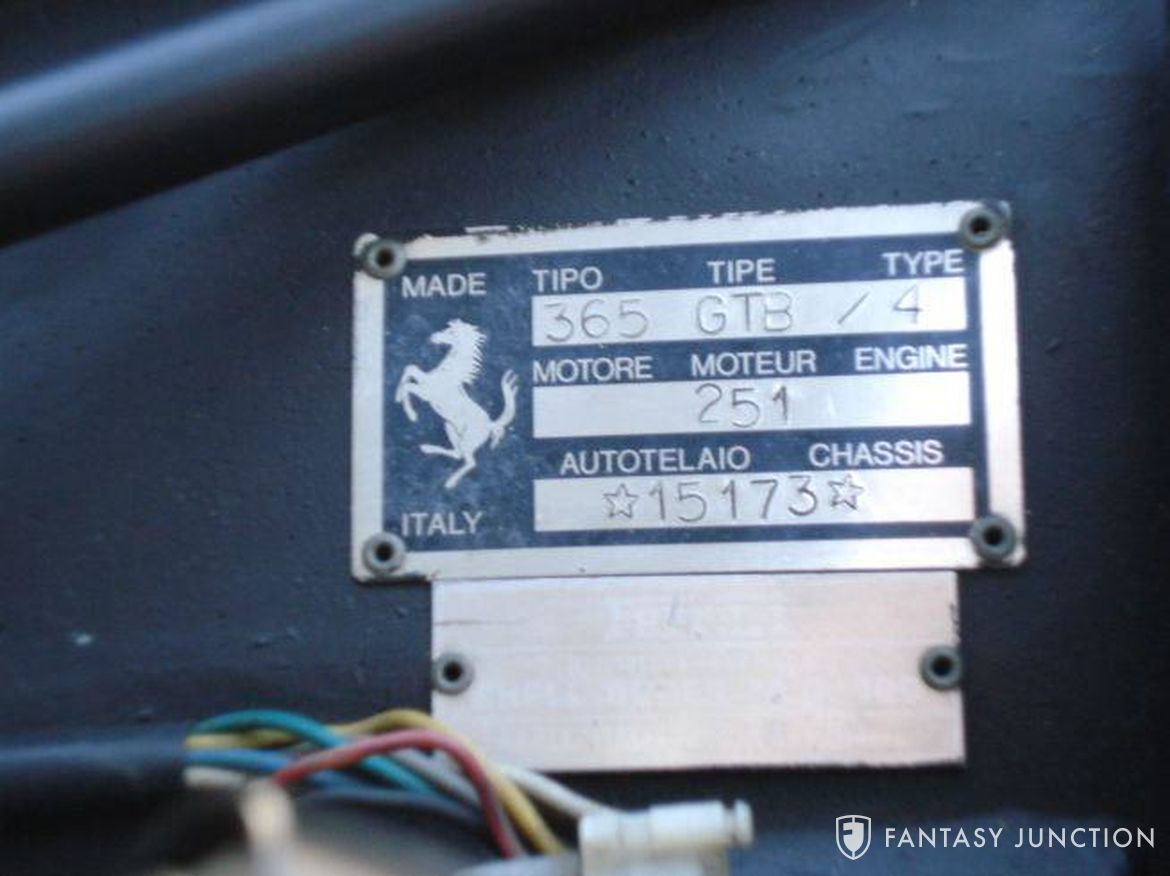 MADE
TIPO TIPE TYPE
365 GTB / 4
MOTORE MOTEUR ENGINE
251
AUTOTELAIO CHASSIS
☆15173☆
ITALY
FANTASY JUNCTION